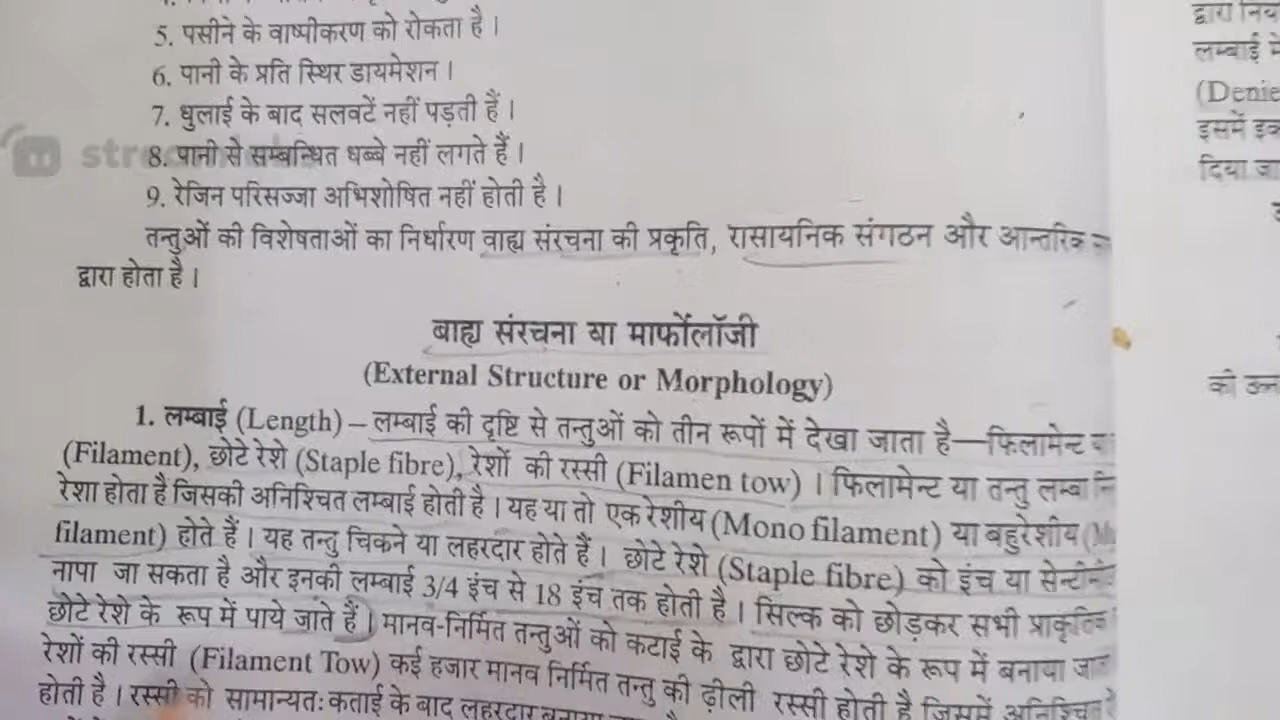 5. पसीने के वाष्पीकरण को रोकता है ।
6. पानी के प्रति स्थिर डायमेशन ।
7. धुलाई के बाद सलवटें नहीं पड़ती हैं ।
8. पानी से सम्बन्धित धब्बे नहीं लगते हैं ।
9. रेजिन परिसज्जा अभिशोषित नहीं होती है ।
तन्तुओं की विशेषताओं का निर्धारण वाह्य संरचना की प्रकृति, रासायनिक संगठन और आन्तरिक
द्वारा होता है ।
बाह्य संरचना या मार्फोलॉजी
(External Structure or Morphology)
1. लम्बाई (Length) – लम्बाई की दृष्टि से तन्तुओं को तीन रूपों में देखा जाता है—फिलामेन्ट
(Filament), छोटे रेशे (Staple fibre), रेशों की रस्सी (Filamen tow) । फिलामेन्ट या तन्तु लम्बा
रेशा होता है जिसकी अनिश्चित लम्बाई होती है । यह या तो एक रेशीय (Mono filament) या बहुरेशीय
filament) होते हैं । यह तन्तु चिकने या लहरदार होते हैं । छोटे रेशे (Staple fibre) को इंच या सेन्टीमीटर
नापा जा सकता है और इनकी लम्बाई 3/4 इंच से 18 इंच तक होती है । सिल्क को छोड़कर सभी प्राकृतिक
छोटे रेशे के रूप में पाये जाते हैं । मानव-निर्मित तन्तुओं को कटाई के द्वारा छोटे रेशे के रूप में बनाया
रेशों की रस्सी (Filament Tow) कई हजार मानव निर्मित तन्तु की ढ़ीली रस्सी होती है जिसमें अनिश्चित
होती है । रस्सी को सामान्यतः कताई के बाद लहरदार बनाया
द्वारा
लम्बाई
(Denie
इसमें
दिया
को